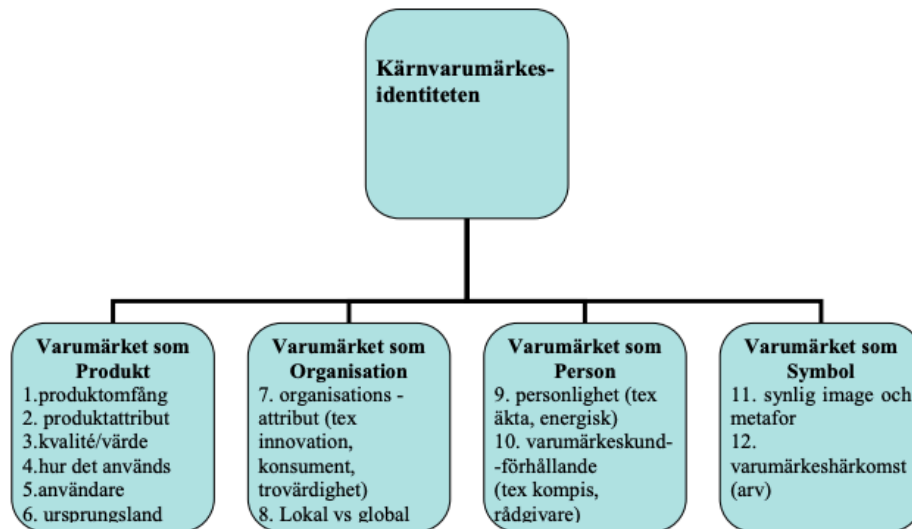 Kärnvarumärkes-
identiteten
Varumärket som
Produkt
1.produktomfång
2. produktattribut
3.kvalité/värde
4.hur det används
5.användare
6. ursprungsland
Varumärket som
Organisation
7. organisations -
attribut (tex
innovation,
konsument,
trovärdighet)
8. Lokal vs global
Varumärket som
Person
9. personlighet (tex
äkta, energisk)
10. varumärkeskund-
-förhållande
(tex kompis,
rådgivare)
Varumärket som
Symbol
11. synlig image och
metafor
12.
varumärkeshärkomst
(arv)